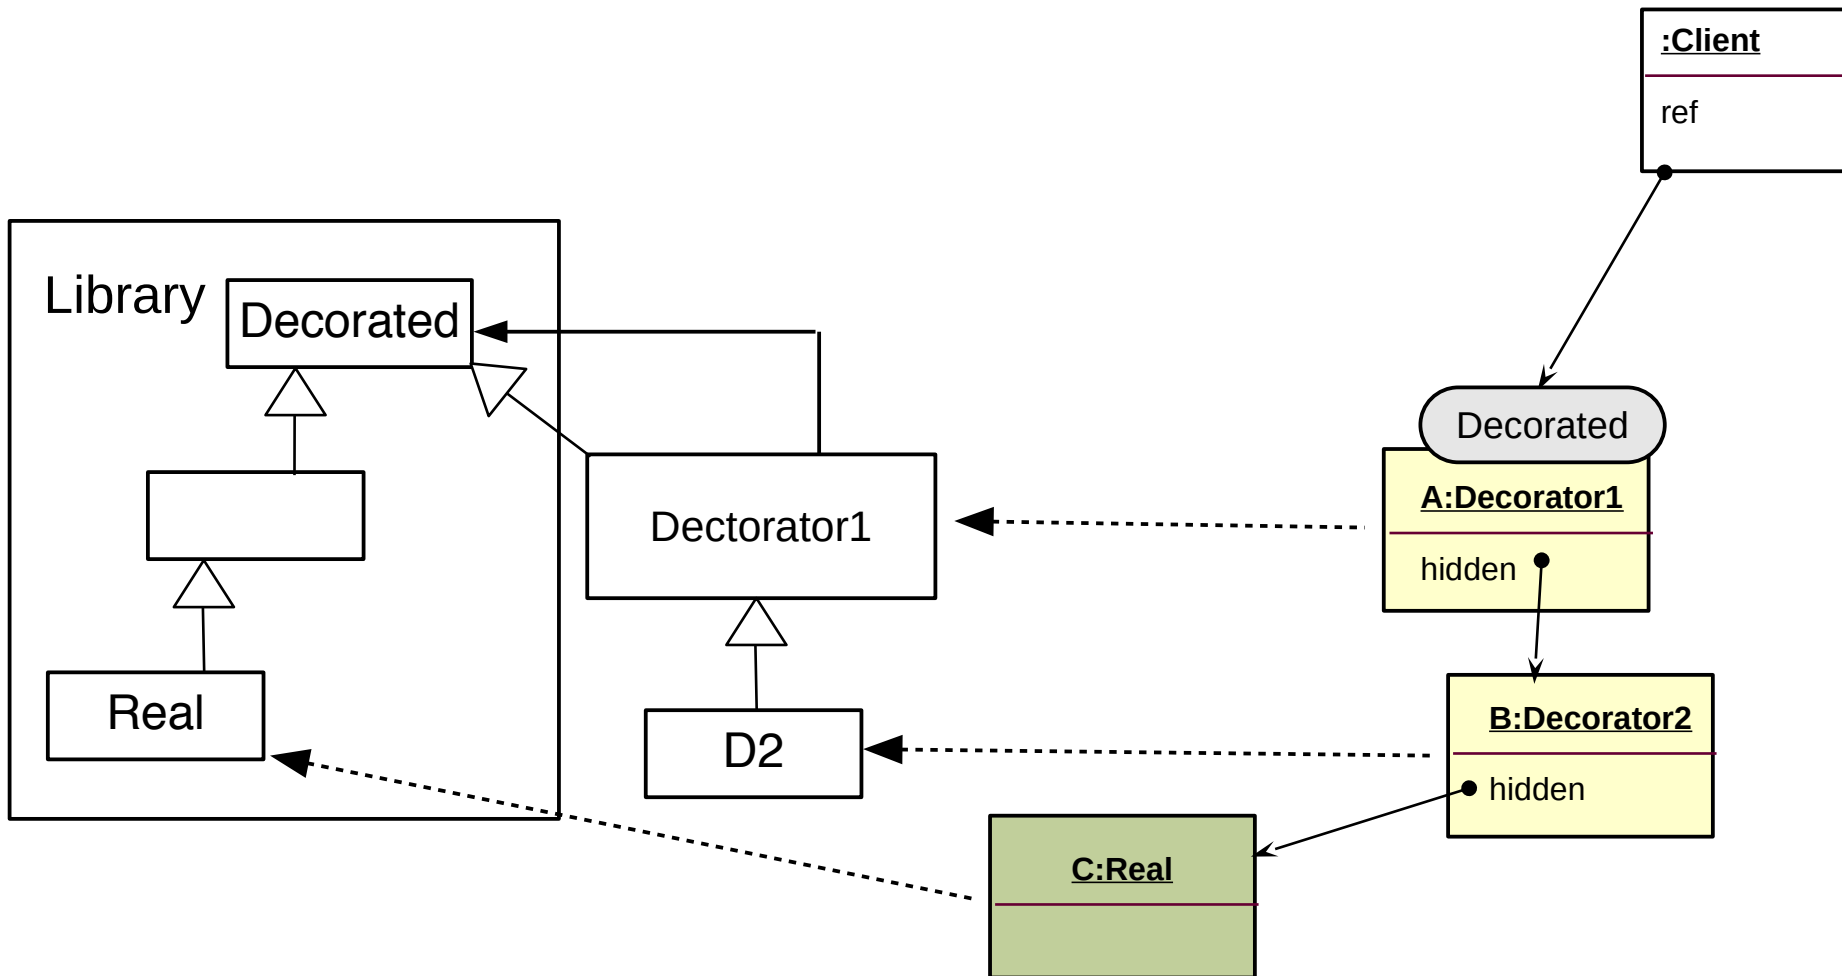 :Client
ref
Library
Decorated
Decorated
A:Decorator1
Dectorator1
hidden
Real
D2
B:Decorator2
hidden
C:Real